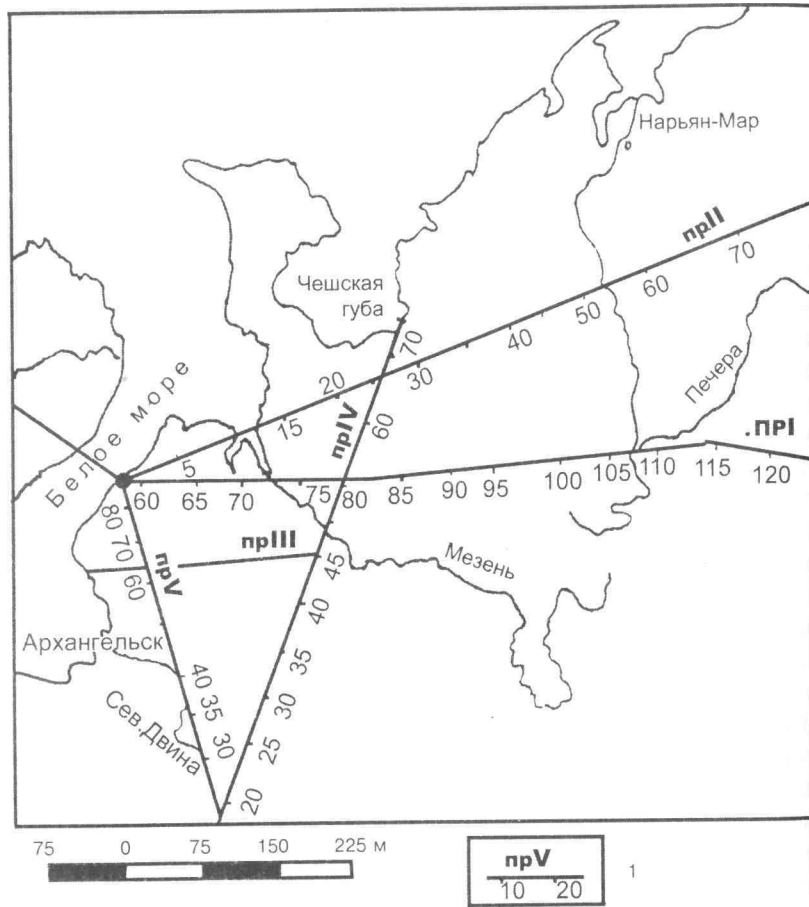 Нарьян-Мар
прII
70
60
50
40
30
20
15
5
Чешская
губа
70
прIV
60
Печера
.ПРI
Белое море
60
65
70
75
80
85
90
95
100
105
107
110
115
120
80
70
60
прV
прIII
45
40
35
30
25
20
Мезень
Архангельск
40
35
30
Сев.Двина
75 0 75 150 225 м
прV
10 20
1